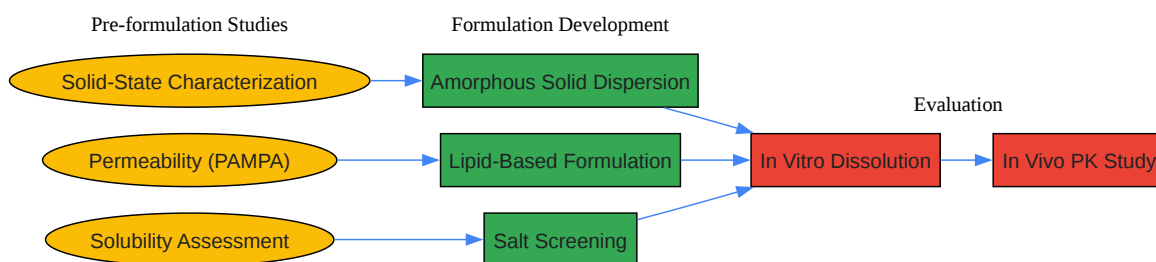 Pre-formulation Studies
Formulation Development
Solid-State Characterization
Amorphous Solid Dispersion
Evaluation
Permeability (PAMPA)
Lipid-Based Formulation
In Vitro Dissolution
In Vivo PK Study
Solubility Assessment
Salt Screening